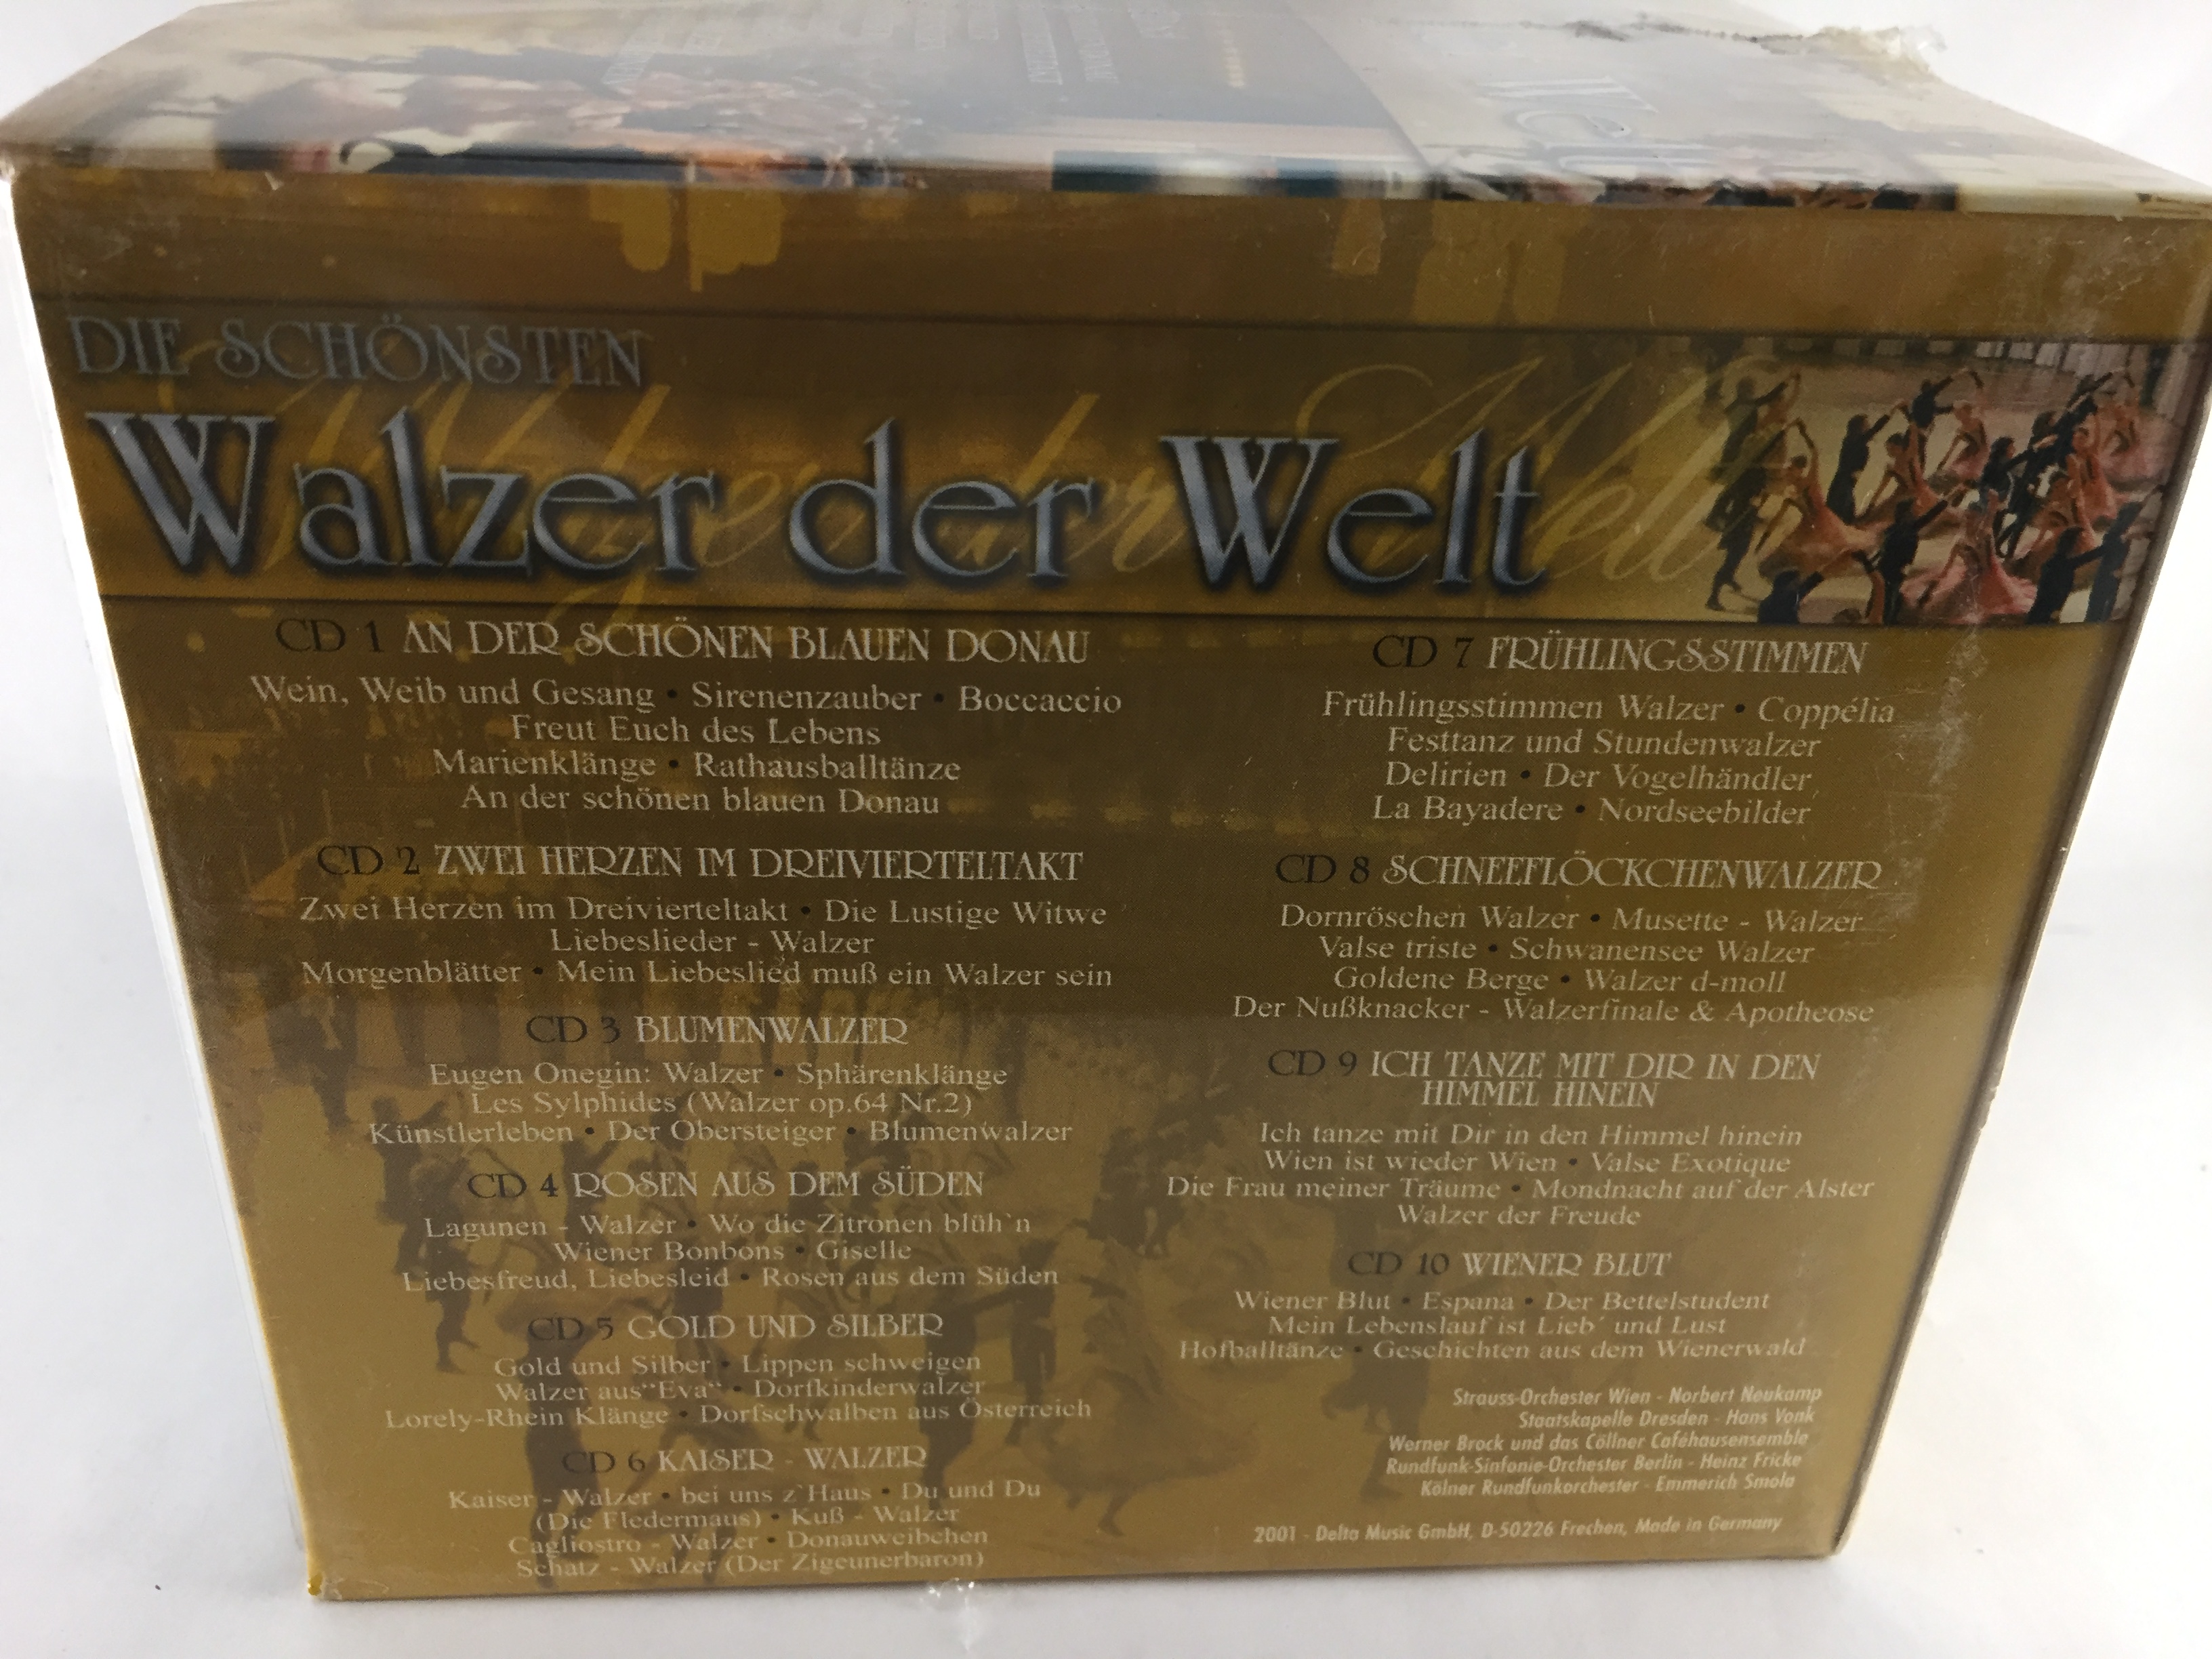 DIE SCHÖNSTEN
Walzer der Welt
CD 1 AN DER SCHÖNEN BLAUEN DONAU
Wein, Weib und Gesang • Sirenenzauber • Boccaccio
Freut Euch des Lebens
Marienklänge • Rathausballtänze
An der schönen blauen Donau
CD 2 ZWEI HERZEN IM DREIVIERTELTAKT
Zwei Herzen im Dreivierteltakt • Die Lustige Witwe
Liebeslieder - Walzer
Morgenblätter • Mein Liebeslied muß ein Walzer sein
CD 3 BLUMENWALZER
Eugen Onegin: Walzer • Sphärenklänge
Les Sylphides (Walzer op.64 Nr.2)
Künstlerleben • Der Obersteiger • Blumenwalzer
CD 4 ROSEN AUS DEM SÜDEN
Lagunen - Walzer • Wo die Zitronen blüh`n
Wiener Bonbons • Giselle
Liebesfreud, Liebesleid • Rosen aus dem Süden
CD 5 GOLD UND SILBER
Gold und Silber • Lippen schweigen
Walzer aus“Eva“ • Dorfkinderwalzer
Lorely-Rhein Klänge • Dorfschwalben aus Österreich
CD 6 KAISER - WALZER
Kaiser - Walzer • bei uns z`Haus • Du und Du
(Die Fledermaus) • Kuß - Walzer
Cagliostro - Walzer • Donauweibchen
Schatz - Walzer (Der Zigeunerbaron)
CD 7 FRÜHLINGSSTIMMEN
Frühlingsstimmen Walzer • Coppélia
Festtanz und Stundenwalzer
Delirien • Der Vogelhändler
La Bayadere • Nordseebilder
CD 8 SCHNEEFLÖCKCHENWALZER
Dornröschen Walzer • Musette - Walzer
Valse triste • Schwanensee Walzer
Goldene Berge • Walzer d-moll
Der Nußknacker - Walzerfinale & Apotheose
CD 9 ICH TANZE MIT DIR IN DEN
HIMMEL HINEIN
Ich tanze mit Dir in den Himmel hinein
Wien ist wieder Wien • Valse Exotique
Die Frau meiner Träume • Mondnacht auf der Alster
Walzer der Freude
CD 10 WIENER BLUT
Wiener Blut • Espana • Der Bettelstudent
Mein Lebenslauf ist Lieb´ und Lust
Hofballtänze • Geschichten aus dem Wienerwald
Strauss-Orchester Wien - Norbert Neukamp
Staatskapelle Dresden - Hans Vonk
Werner Brock und das Cöllner Caféhausensemble
Rundfunk-Sinfonie-Orchester Berlin - Heinz Fricke
Kölner Rundfunkorchester - Emmerich Smola
2001 - Delta Music GmbH, D-50226 Frechen, Made in Germany